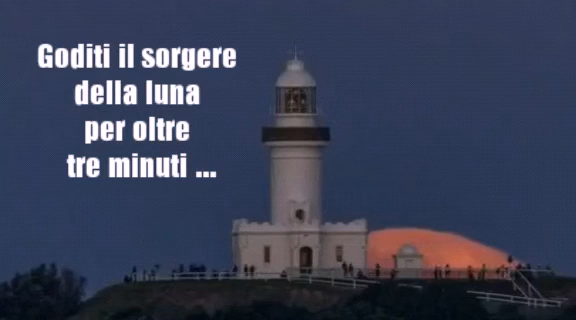 Goditi il sorgere
della luna
per oltre
tre minuti ...